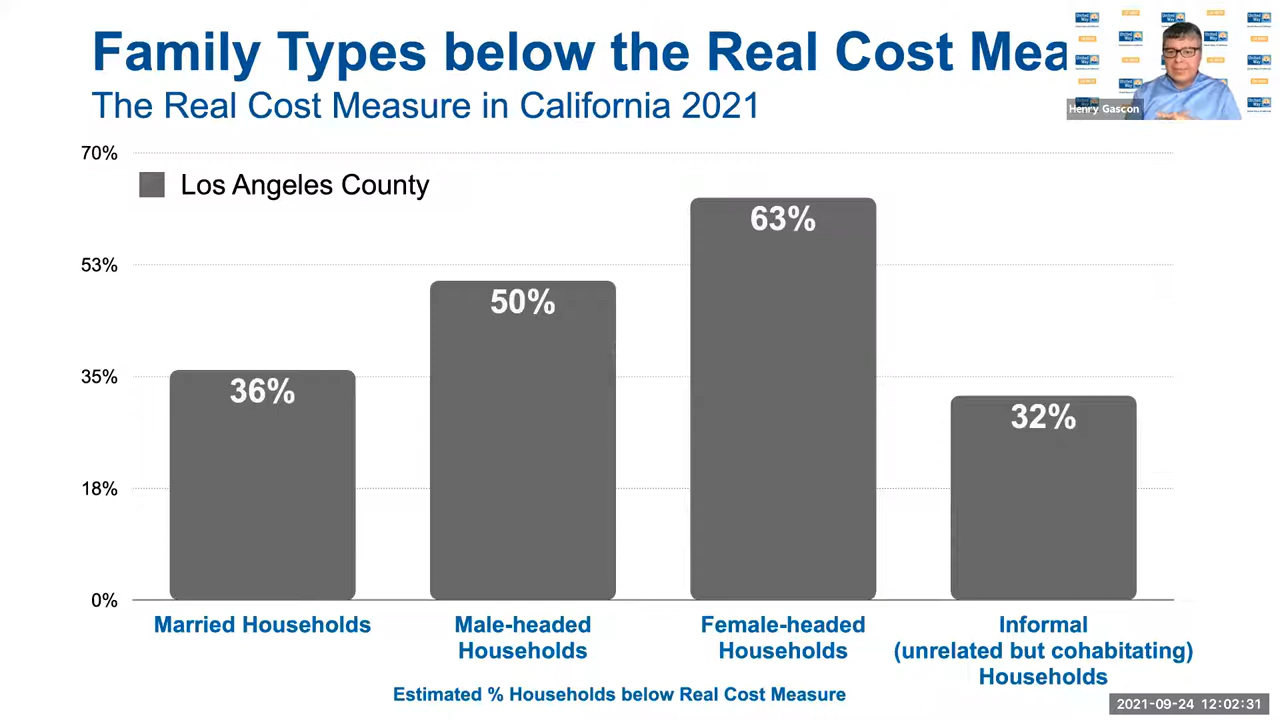 Family Types below the Real Cost Mea
The Real Cost Measure in California 2021
Henry Gascon
70%
Los Angeles County
63%
53%
50%
35%
36%
32%
18%
0%
Married Households
Male-headed
Households
Female-headed
Households
Informal
(unrelated but cohabitating)
Households
Estimated % Households below Real Cost Measure
2021-09-24 12:02:31
United
Way